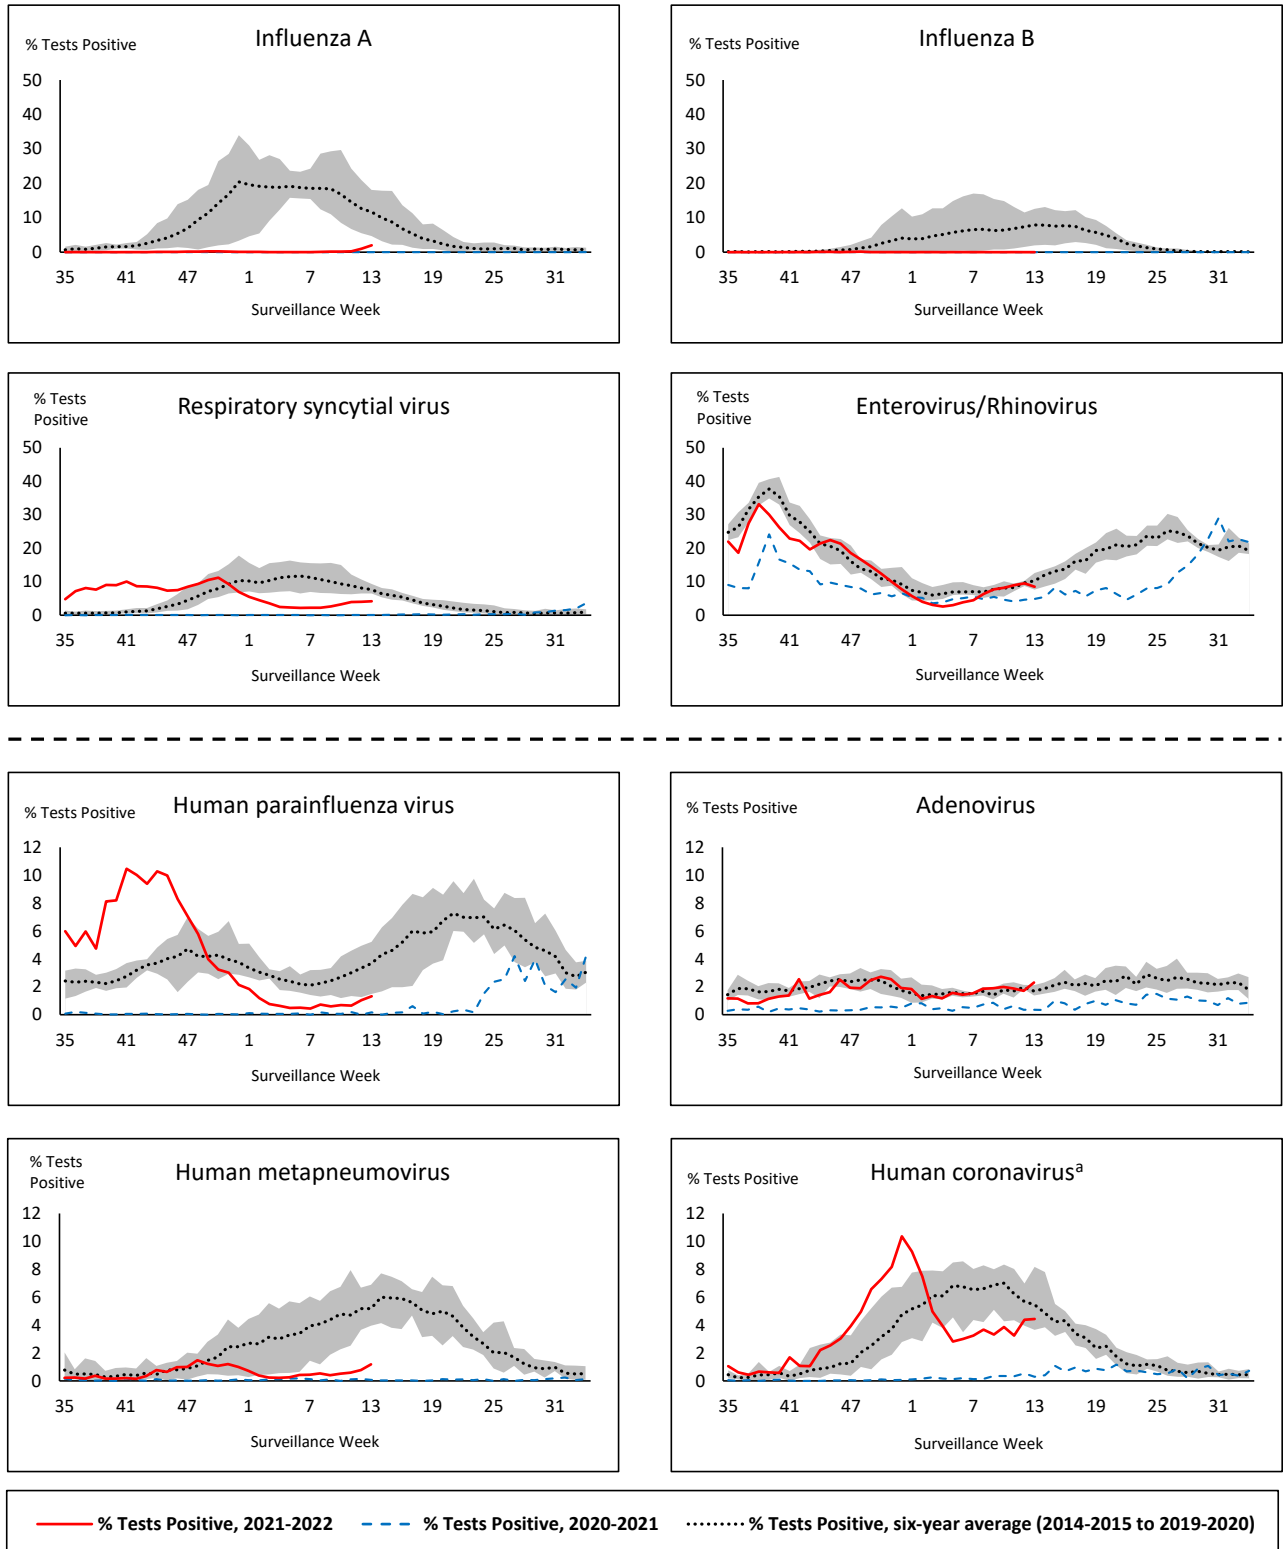 Influenza A
% Tests Positive
50
40
30
20
10
0
35 41 47 1 7 13 19 25 31
Surveillance Week
Influenza B
% Tests Positive
50
40
30
20
10
0
35 41 47 1 7 13 19 25 31
Surveillance Week
Respiratory syncytial virus
% Tests
Positive
50
40
30
20
10
0
35 41 47 1 7 13 19 25 31
Surveillance Week
Enterovirus/Rhinovirus
% Tests
Positive
50
40
30
20
10
0
35 41 47 1 7 13 19 25 31
Surveillance Week
Human parainfluenza virus
% Tests Positive
12
10
8
6
4
2
0
35 41 47 1 7 13 19 25 31
Surveillance Week
Adenovirus
% Tests Positive
12
10
8
6
4
2
0
35 41 47 1 7 13 19 25 31
Surveillance Week
Human metapneumovirus
% Tests
Positive
12
10
8
6
4
2
0
35 41 47 1 7 13 19 25 31
Surveillance Week
Human coronavirusᵃ
% Tests Positive
12
10
8
6
4
2
0
35 41 47 1 7 13 19 25 31
Surveillance Week
% Tests Positive, 2021-2022 % Tests Positive, 2020-2021 % Tests Positive, six-year average (2014-2015 to 2019-2020)